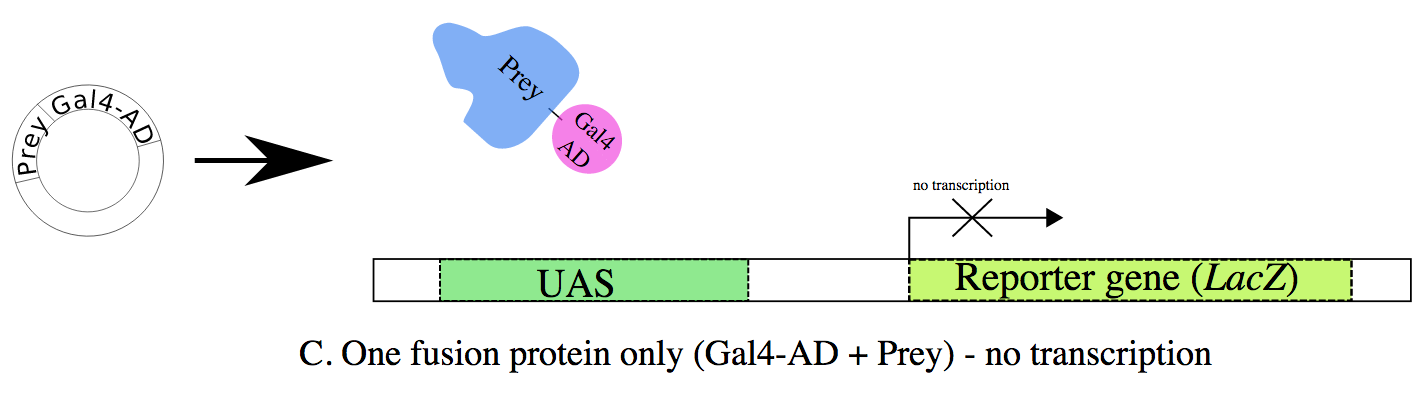 Prey Gal4-AD
Prey
Gal4
AD
no transcription
UAS
Reporter gene (LacZ)
C. One fusion protein only (Gal4-AD + Prey) - no transcription